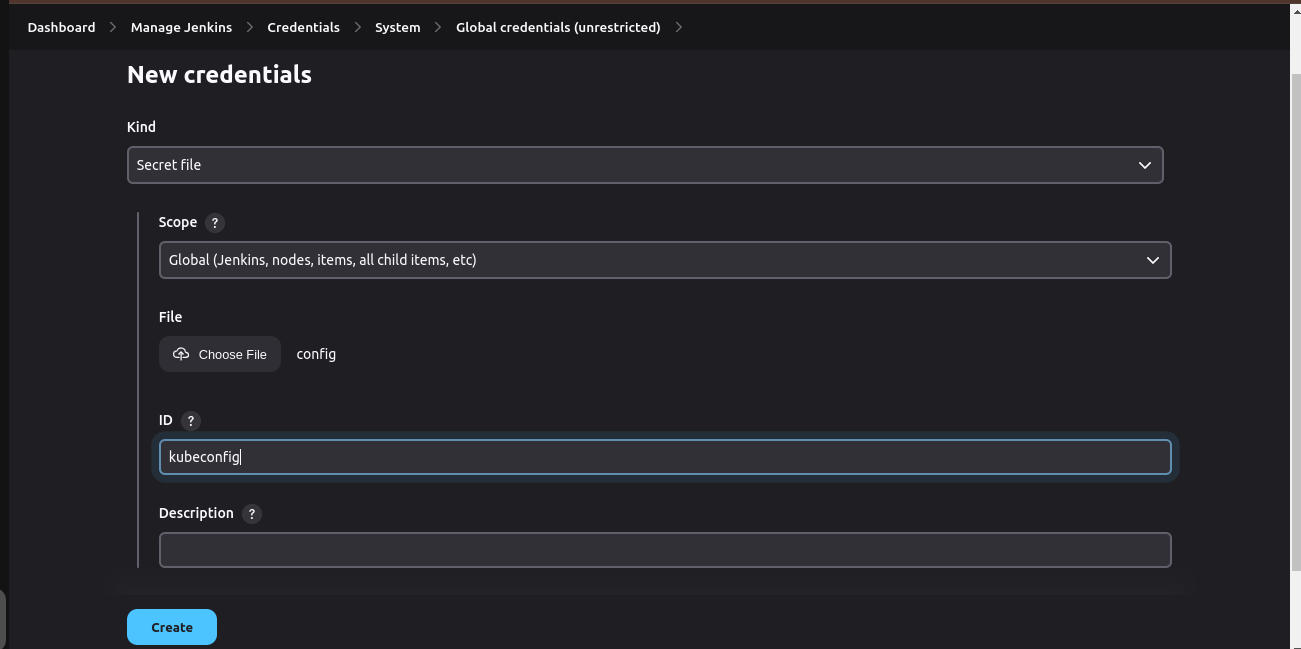 Dashboard > Manage Jenkins > Credentials > System > Global credentials (unrestricted) >
New credentials
Kind
Secret file
Scope ?
Global (Jenkins, nodes, items, all child items, etc)
File
Choose File config
ID ?
kubeconfig
Description ?
Create